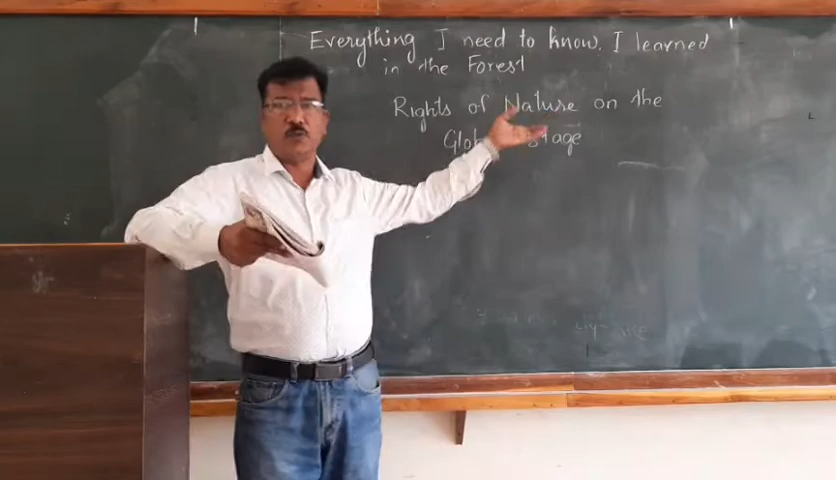 Everything I need to know. I learned
in the Forest
Rights of Nature on the
Stage